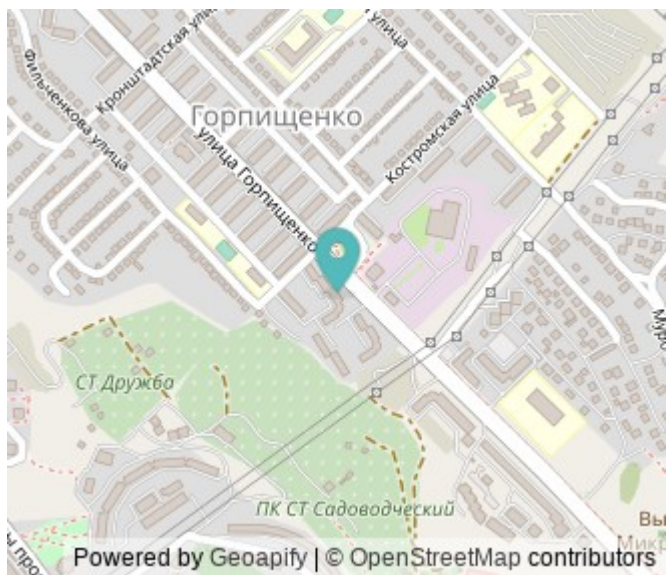 улица
Кронштадтская улица
Фильченкова улица
Горпищенко
Костромская улица
улица Горпищенко
СТ Дружба
ПК СТ Садоводческий
Powered by Geoapify | © OpenStreetMap contributors